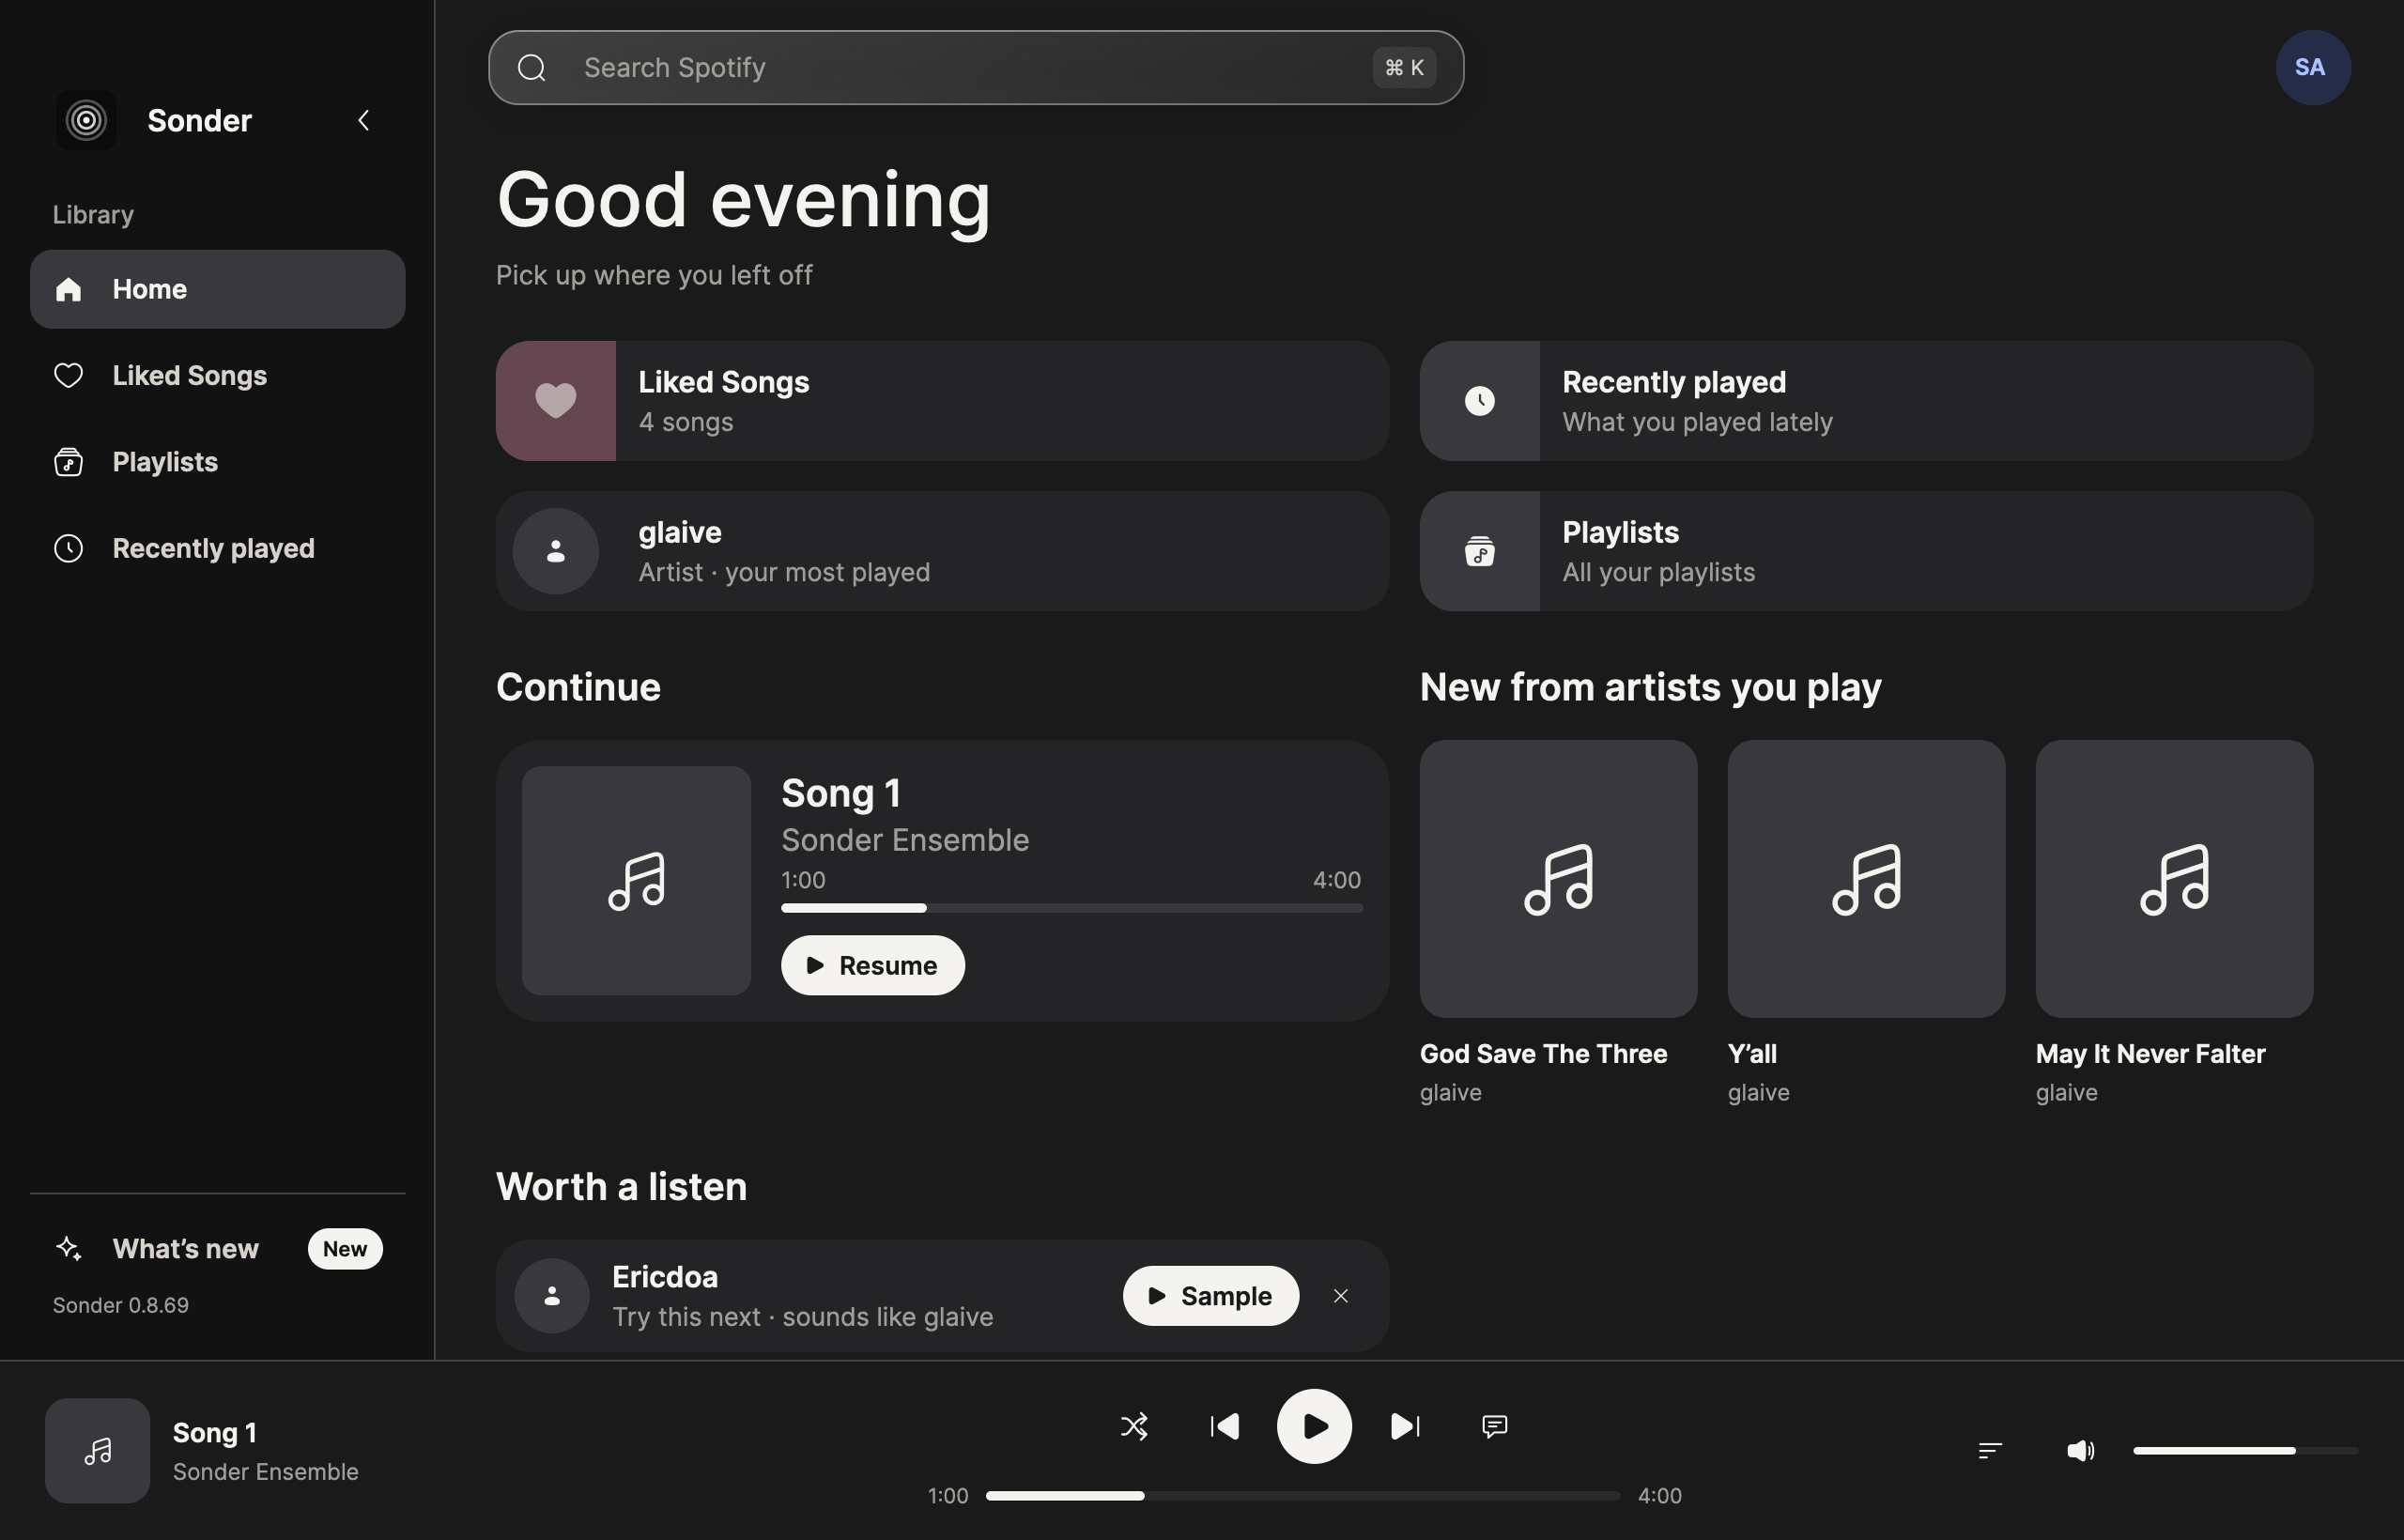 Search Spotify
⌘ K
SA
Sonder
Library
Home
Liked Songs
Playlists
Recently played
Good evening
Pick up where you left off
Liked Songs
4 songs
Recently played
What you played lately
glaive
Artist · your most played
Playlists
All your playlists
Continue
Song 1
Sonder Ensemble
1:00
4:00
Resume
New from artists you play
God Save The Three
glaive
Y’all
glaive
May It Never Falter
glaive
Worth a listen
Ericdoa
Try this next · sounds like glaive
Sample
What’s new
New
Sonder 0.8.69
Song 1
Sonder Ensemble
1:00
4:00